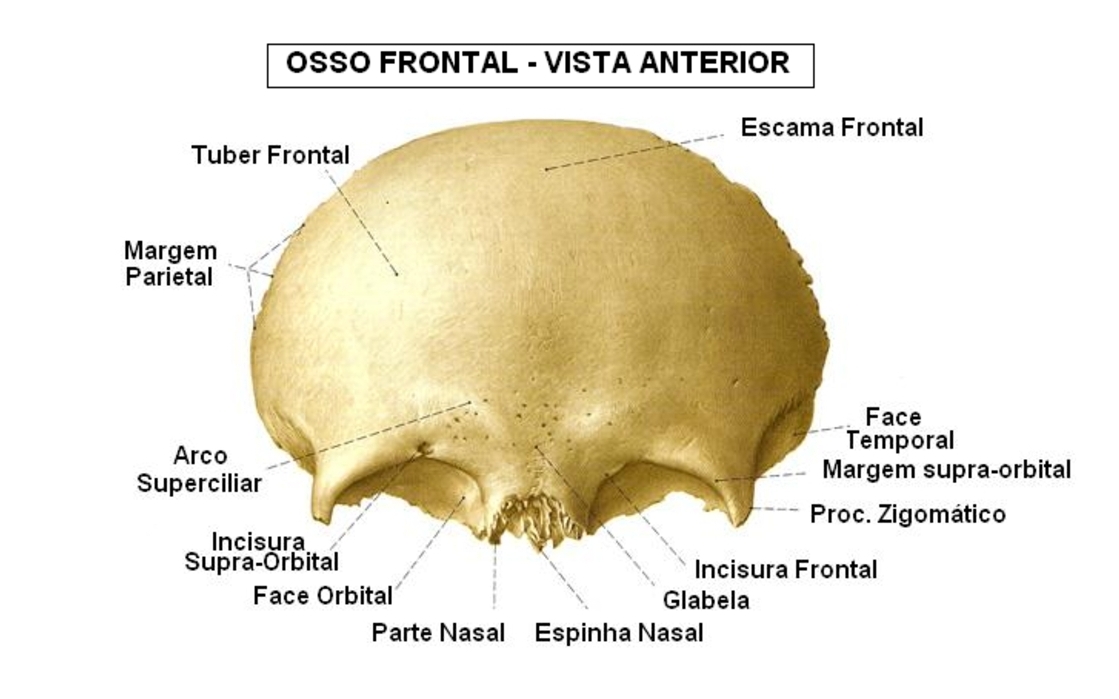 OSSO FRONTAL - VISTA ANTERIOR
Escama Frontal
Tuber Frontal
Margem
Parietal
Face
Temporal
Arco
Superciliar
Margem supra-orbital
Proc. Zigomático
Incisura
Supra-Orbital
Incisura Frontal
Face Orbital
Glabela
Parte Nasal
Espinha Nasal